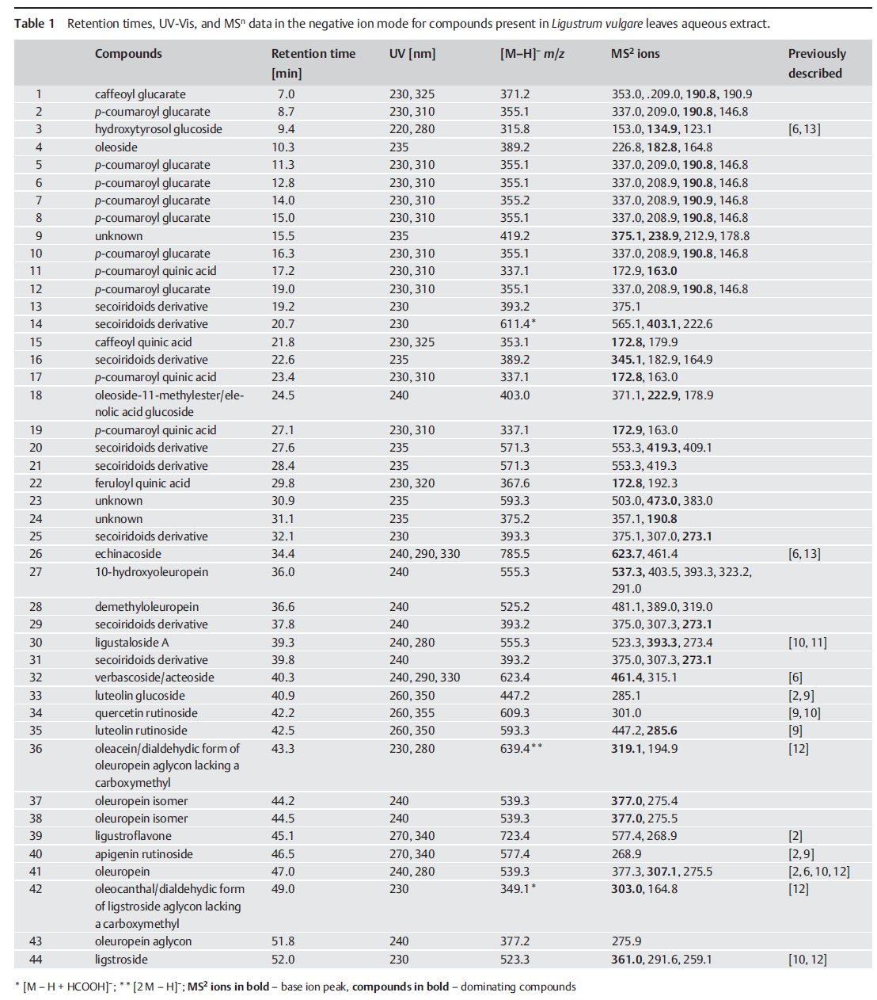 Table 1 Retention times, UV-Vis, and MSⁿ data in the negative ion mode for compounds present in Ligustrum vulgare leaves aqueous extract.
Compounds Retention time [min] UV [nm] [M–H]⁻ m/z MS² ions Previously described
1 caffeoyl glucarate 7.0 230, 325 371.2 353.0, .209.0, 190.8, 190.9
2 p-coumaroyl glucarate 8.7 230, 310 355.1 337.0, 209.0, 190.8, 146.8
3 hydroxytyrosol glucoside 9.4 220, 280 315.8 153.0, 134.9, 123.1 [6, 13]
4 oleoside 10.3 235 389.2 226.8, 182.8, 164.8
5 p-coumaroyl glucarate 11.3 230, 310 355.1 337.0, 209.0, 190.8, 146.8
6 p-coumaroyl glucarate 12.8 230, 310 355.1 337.0, 208.9, 190.8, 146.8
7 p-coumaroyl glucarate 14.0 230, 310 355.2 337.0, 208.9, 190.9, 146.8
8 p-coumaroyl glucarate 15.0 230, 310 355.1 337.0, 208.9, 190.8, 146.8
9 unknown 15.5 235 419.2 375.1, 238.9, 212.9, 178.8
10 p-coumaroyl glucarate 16.3 230, 310 355.1 337.0, 208.9, 190.8, 146.8
11 p-coumaroyl quinic acid 17.2 230, 310 337.1 172.9, 163.0
12 p-coumaroyl glucarate 19.0 230, 310 355.1 337.0, 208.9, 190.8, 146.8
13 secoiridoids derivative 19.2 230 393.2 375.1
14 secoiridoids derivative 20.7 230 611.4* 565.1, 403.1, 222.6
15 caffeoyl quinic acid 21.8 230, 325 353.1 172.8, 179.9
16 secoiridoids derivative 22.6 235 389.2 345.1, 182.9, 164.9
17 p-coumaroyl quinic acid 23.4 230, 310 337.1 172.8, 163.0
18 oleoside-11-methylester/ele- 24.5 240 403.0 371.1, 222.9, 178.9
nolic acid glucoside
19 p-coumaroyl quinic acid 27.1 230, 310 337.1 172.9, 163.0
20 secoiridoids derivative 27.6 235 571.3 553.3, 419.3, 409.1
21 secoiridoids derivative 28.4 235 571.3 553.3, 419.3
22 feruloyl quinic acid 29.8 230, 320 367.6 172.8, 192.3
23 unknown 30.9 235 593.3 503.0, 473.0, 383.0
24 unknown 31.1 235 375.2 357.1, 190.8
25 secoiridoids derivative 32.1 230 393.3 375.1, 307.0, 273.1
26 echinacoside 34.4 240, 290, 330 785.5 623.7, 461.4 [6, 13]
27 10-hydroxyoleuropein 36.0 240 555.3 537.3, 403.5, 393.3, 323.2,
291.0
28 demethyloleuropein 36.6 240 525.2 481.1, 389.0, 319.0
29 secoiridoids derivative 37.8 240 393.2 375.0, 307.3, 273.1
30 ligustaloside A 39.3 240, 280 555.3 523.3, 393.3, 273.4 [10, 11]
31 secoiridoids derivative 39.8 240 393.2 375.0, 307.3, 273.1
32 verbascoside/acteoside 40.3 240, 290, 330 623.4 461.4, 315.1 [6]
33 luteolin glucoside 40.9 260, 350 447.2 285.1 [2, 9]
34 quercetin rutinoside 42.2 260, 355 609.3 301.0 [9, 10]
35 luteolin rutinoside 42.5 260, 350 593.3 447.2, 285.6 [9]
36 oleacein/dialdehydic form of 43.3 230, 280 639.4** 319.1, 194.9 [12]
oleuropein aglycon lacking a
carboxymethyl
37 oleuropein isomer 44.2 240 539.3 377.0, 275.4
38 oleuropein isomer 44.5 240 539.3 377.0, 275.5
39 ligustroflavone 45.1 270, 340 723.4 577.4, 268.9 [2]
40 apigenin rutinoside 46.5 270, 340 577.4 268.9 [2, 9]
41 oleuropein 47.0 240, 280 539.3 377.3, 307.1, 275.5 [2, 6, 10, 12]
42 oleocanthal/dialdehydic form 49.0 230 349.1* 303.0, 164.8 [12]
of ligstroside aglycon lacking
a carboxymethyl
43 oleuropein aglycon 51.8 240 377.2 275.9
44 ligstroside 52.0 230 523.3 361.0, 291.6, 259.1 [10, 12]
* [M – H + HCOOH]⁻; ** [2 M – H]⁻; MS² ions in bold – base ion peak, compounds in bold – dominating compounds